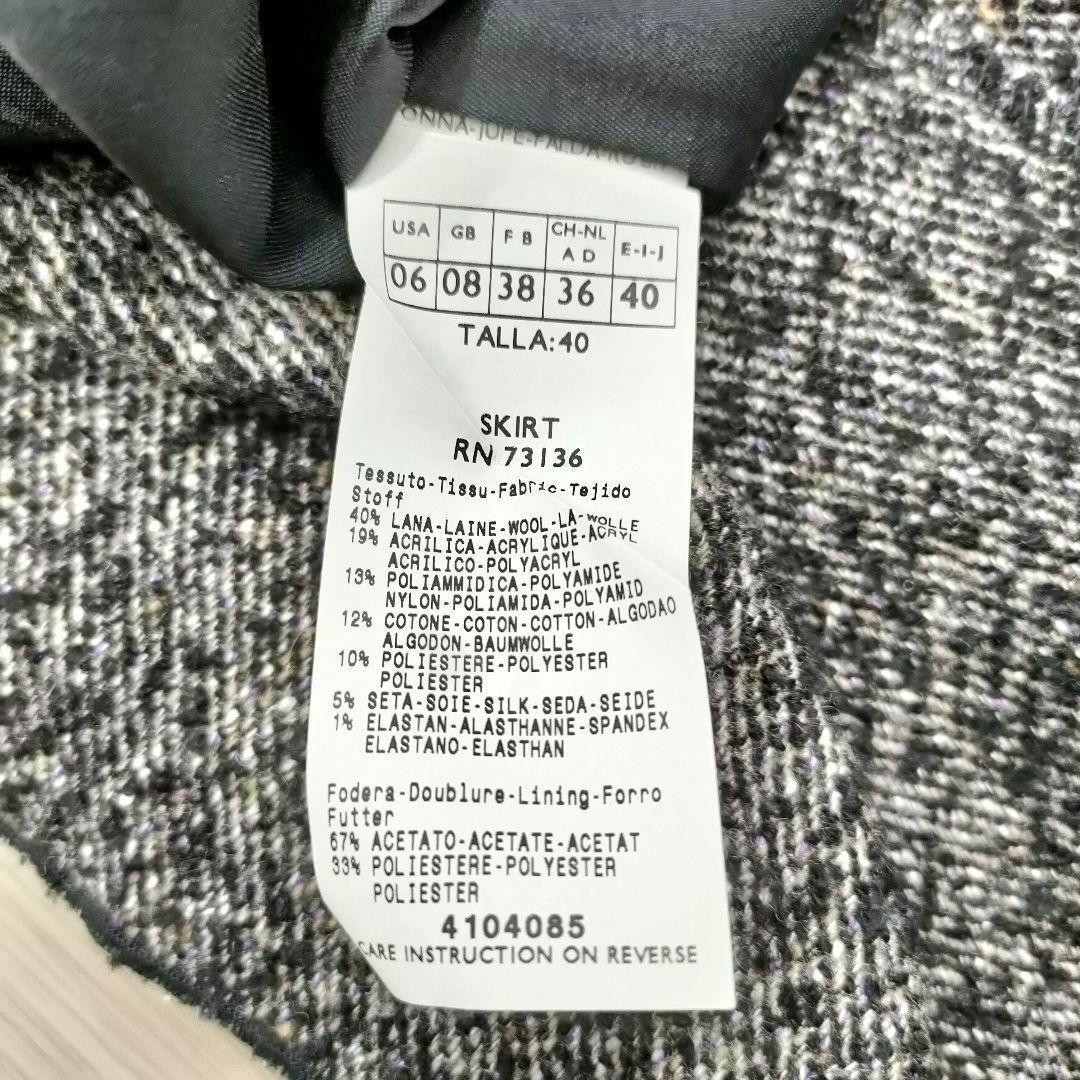 ONNA-JUPE-FALDA-RO
USA GB F B CH-NL A D E-I-J
06 08 38 36 40
TALLA:40
SKIRT
RN 73136
Tessuto-Tissu-Fabric-Tejido
Stoff
40% LANA-LAINE-WOOL-LA-WOLLE
19% ACRILICA-ACRYLIQUE-ACRYL
ACRILICO-POLYACRYL
13% POLIAMMIDICA-POLYAMIDE
NYLON-POLIAMIDA-POLYAMID
12% COTONE-COTON-COTTON-ALGODAO
ALGODON-BAUMWOLLE
10% POLIESTERE-POLYESTER
POLIESTER
5% SETA-SOIE-SILK-SEDA-SEIDE
1% ELASTAN-ALASTHANNE-SPANDEX
ELASTANO-ELASTHAN
Fodera-Doublure-Lining-Forro
Futter
67% ACETATO-ACETATE-ACETAT
33% POLIESTERE-POLYESTER
POLIESTER
4104085
CARE INSTRUCTION ON REVERSE